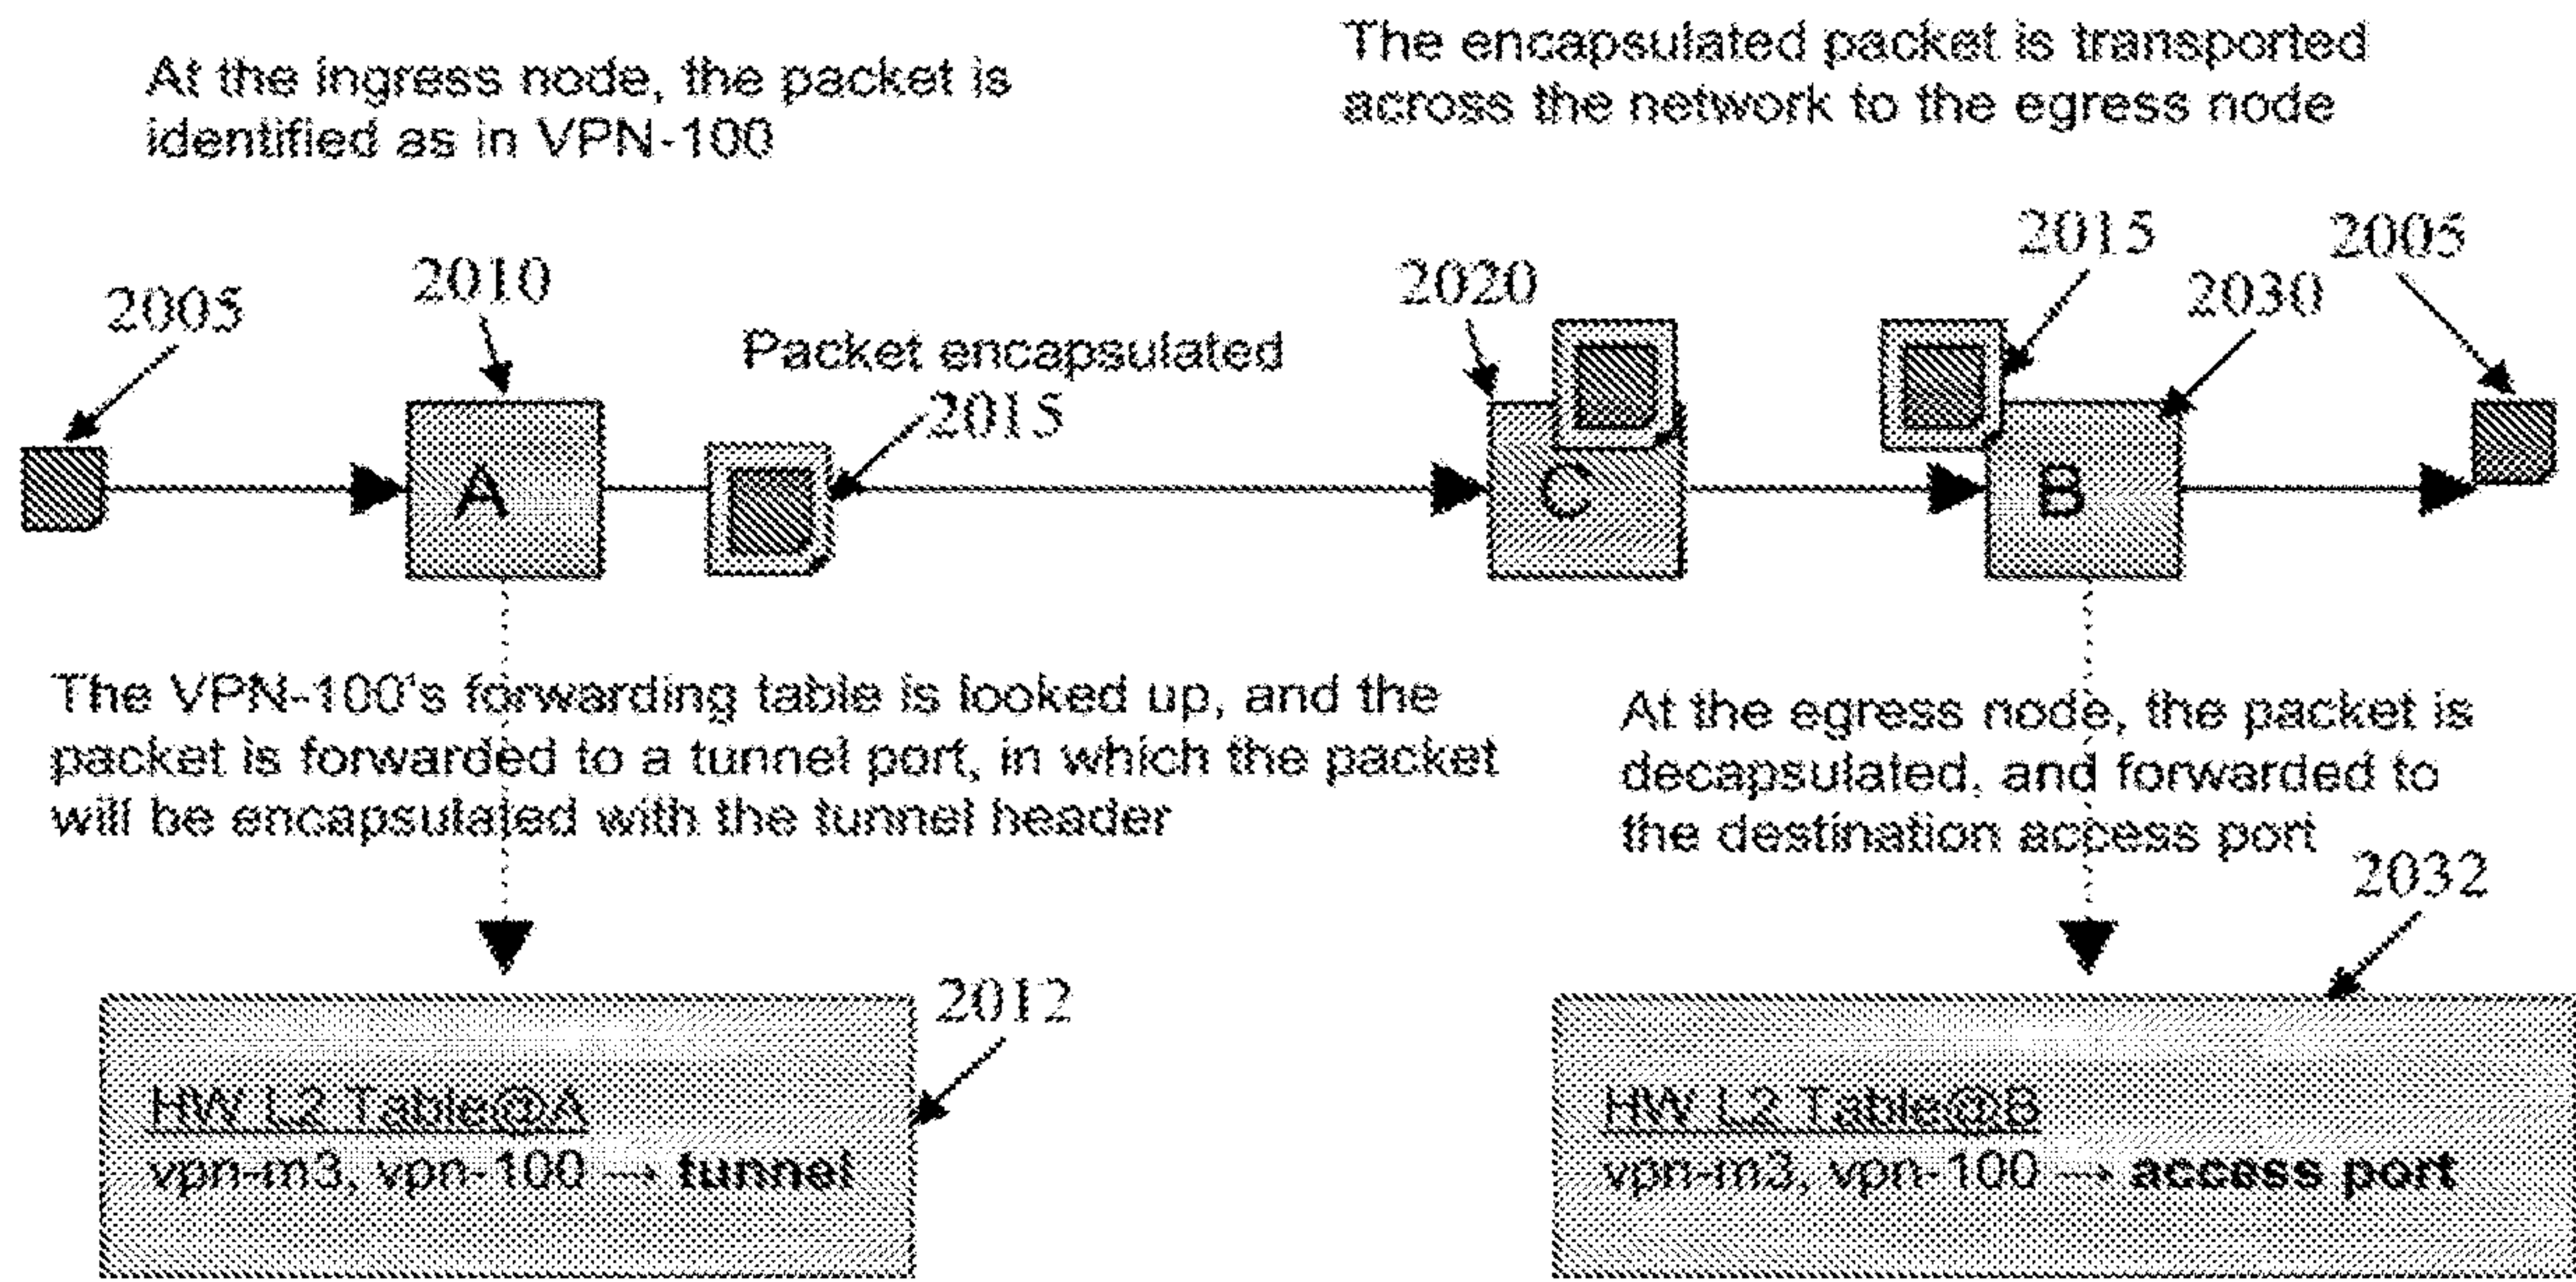 At the ingress node, the packet is
identified as in VPN-100
The encapsulated packet is transported
across the network to the egress node
2005
2010
Packet encapsulated
2015
2020
2015
2030
2005
A
C
B
The VPN-100's forwarding table is looked up, and the
packet is forwarded to a tunnel port, in which the packet
will be encapsulated with the tunnel header
At the egress node, the packet is
decapsulated, and forwarded to
the destination access port
2032
2012
HW L2 Table@A
vpn-m3, vpn-100 → tunnel
HW L2 Table@B
vpn-m3, vpn-100 → access port